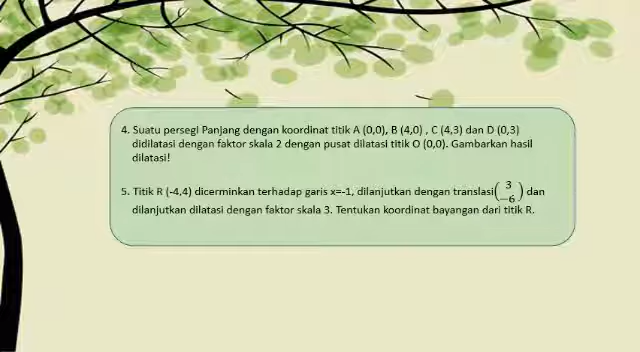 4. Suatu persegi Panjang dengan koordinat titik A (0,0), B (4,0) , C (4,3) dan D (0,3)
didilatasi dengan faktor skala 2 dengan pusat dilatasi titik O (0,0). Gambarkan hasil
dilatasi!
5. Titik R (-4,4) dicerminkan terhadap garis x=-1, dilanjutkan dengan translasi(3 −6) dan
dilanjutkan dilatasi dengan faktor skala 3. Tentukan koordinat bayangan dari titik R.